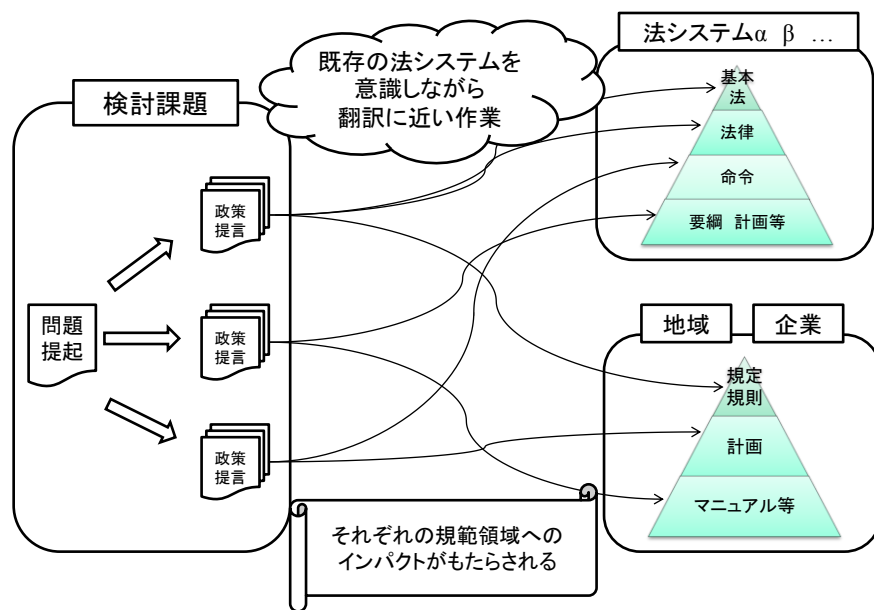 検討課題
問題
提起
政策
提言
政策
提言
政策
提言
既存の法システムを
意識しながら
翻訳に近い作業
法システムα β …
基本
法
法律
命令
要綱 計画等
地域
企業
規定
規則
計画
マニュアル等
それぞれの規範領域への
インパクトがもたらされる